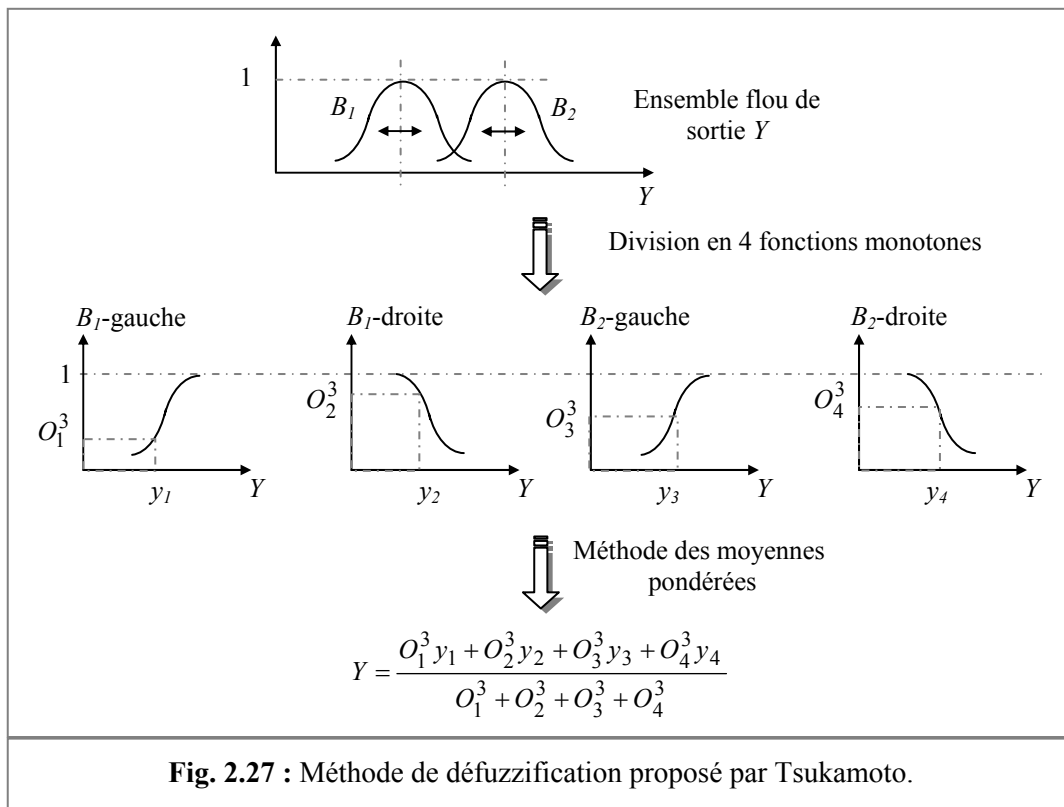 1
B₁
B₂
Ensemble flou de
sortie Y
Y
Division en 4 fonctions monotones
B₁-gauche
B₁-droite
B₂-gauche
B₂-droite
1
O₁³
O₂³
O₃³
O₄³
y₁
Y
y₂
Y
y₃
Y
y₄
Y
Méthode des moyennes
pondérées
Y = (O₁³ y₁ + O₂³ y₂ + O₃³ y₃ + O₄³ y₄) / (O₁³ + O₂³ + O₃³ + O₄³)
Fig. 2.27 : Méthode de défuzzification proposé par Tsukamoto.